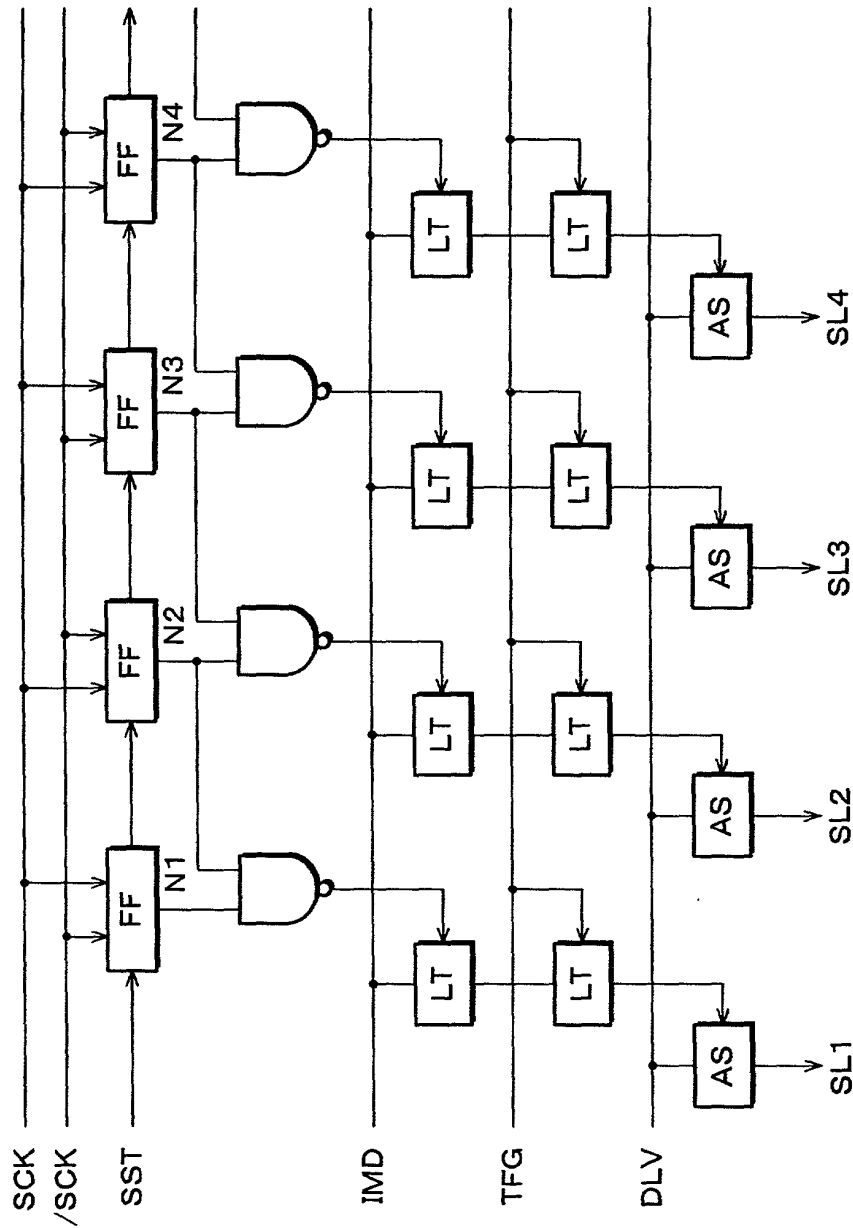 SCK
/SCK
SST
FF
FF
FF
FF
N1
N2
N3
N4
IMD
LT
LT
LT
LT
TFG
LT
LT
LT
LT
DLV
AS
AS
AS
AS
SL1
SL2
SL3
SL4